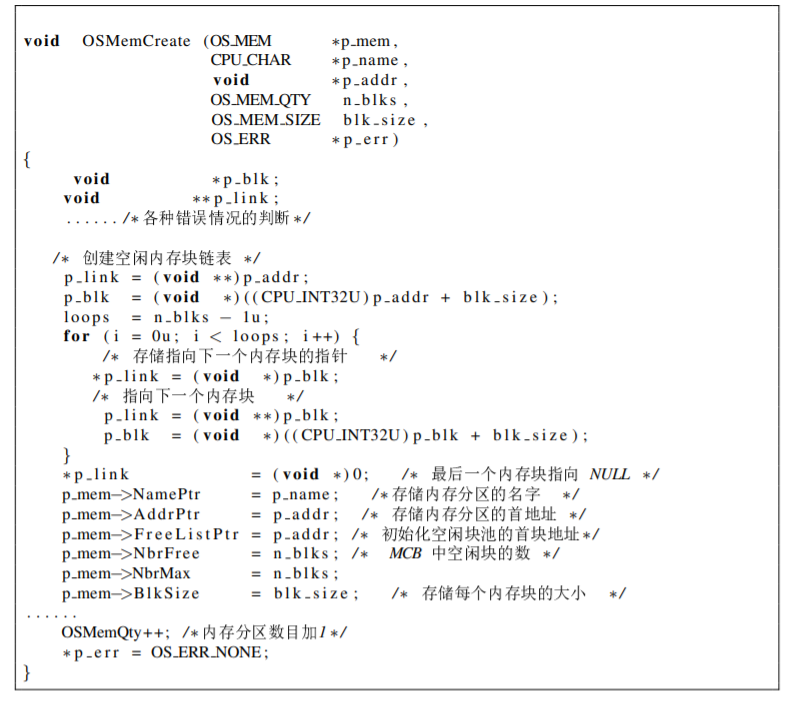 void OSMemCreate (OS_MEM *p_mem,
CPU_CHAR *p_name,
void *p_addr,
OS_MEM_QTY n_blks,
OS_MEM_SIZE blk_size,
OS_ERR *p_err)
{
void *p_blk;
void **p_link;
....../*各种错误情况的判断*/
/* 创建空闲内存块链表 */
p_link = (void **)p_addr;
p_blk = (void *)((CPU_INT32U)p_addr + blk_size);
loops = n_blks − 1u;
for (i = 0u; i < loops; i++) {
/* 存储指向下一个内存块的指针 */
*p_link = (void *)p_blk;
/* 指向下一个内存块 */
p_link = (void **)p_blk;
p_blk = (void *)((CPU_INT32U)p_blk + blk_size);
}
*p_link = (void *)0; /* 最后一个内存块指向 NULL */
p_mem−>NamePtr = p_name; /*存储内存分区的名字 */
p_mem−>AddrPtr = p_addr; /* 存储内存分区的首地址 */
p_mem−>FreeListPtr = p_addr; /* 初始化空闲块池的首块地址*/
p_mem−>NbrFree = n_blks; /* MCB 中空闲块的数 */
p_mem−>NbrMax = n_blks;
p_mem−>BlkSize = blk_size; /* 存储每个内存块的大小 */
......
OSMemQty++; /*内存分区数目加1*/
*p_err = OS_ERR_NONE;
}